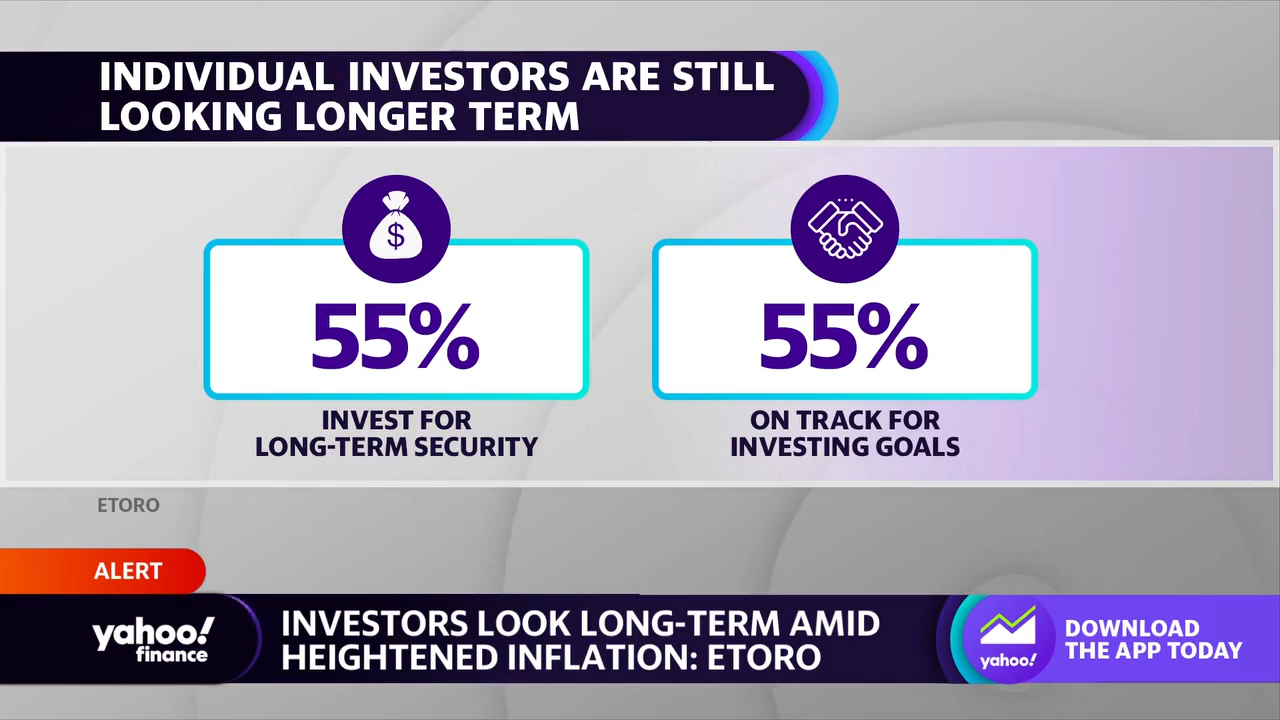 INDIVIDUAL INVESTORS ARE STILL
LOOKING LONGER TERM
$
55%
INVEST FOR
LONG-TERM SECURITY
55%
ON TRACK FOR
INVESTING GOALS
ETORO
ALERT
yahoo!
finance
INVESTORS LOOK LONG-TERM AMID
HEIGHTENED INFLATION: ETORO
yahoo!
DOWNLOAD
THE APP TODAY